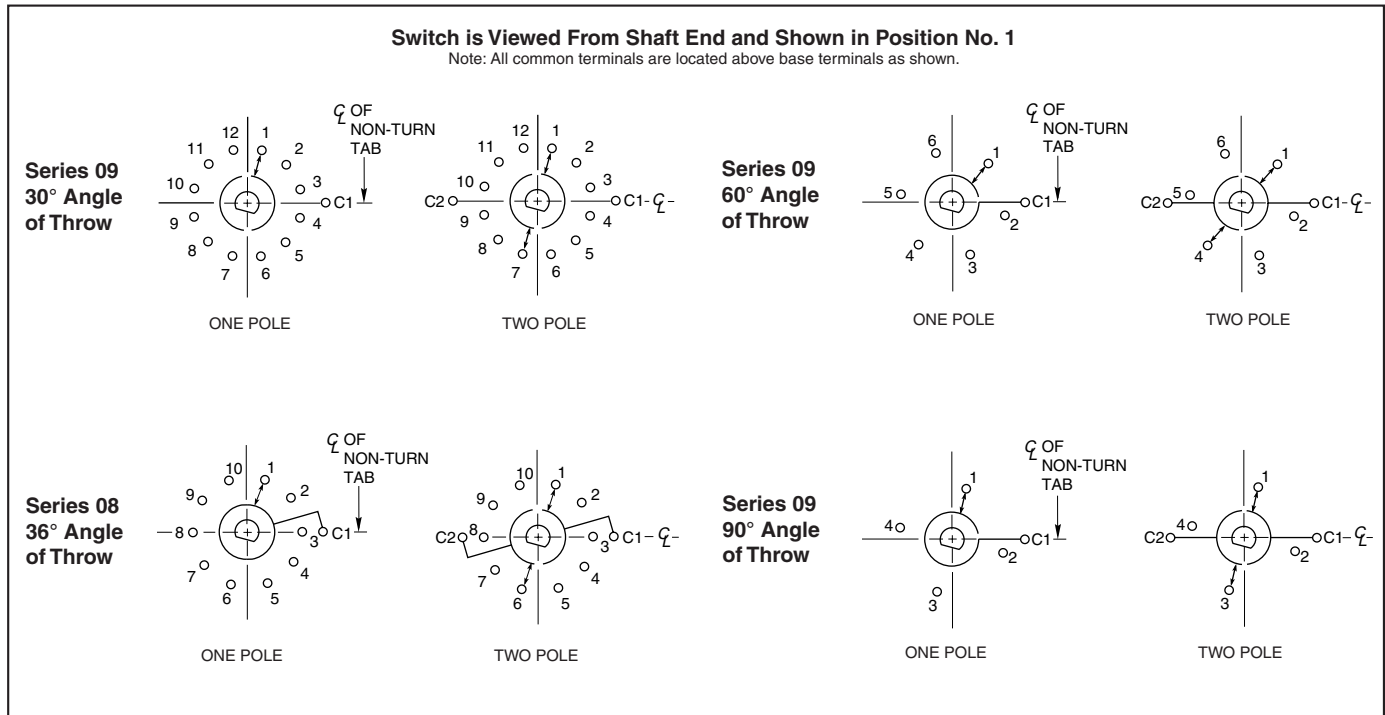 Switch is Viewed From Shaft End and Shown in Position No. 1
Note: All common terminals are located above base terminals as shown.
Series 09
30° Angle
of Throw
12 1
11 2
10 3
C1
9 4
8 5
7 6
℄ OF
NON-TURN
TAB
ONE POLE
12 1
11 2
10 3
C2 C1-℄-
9 4
8 5
7 6
TWO POLE
Series 09
60° Angle
of Throw
6 1
5 C1
2
4 3
℄ OF
NON-TURN
TAB
ONE POLE
6 1
C2 5 C1-℄-
2
4 3
TWO POLE
Series 08
36° Angle
of Throw
10 1
9 2
8 3 C1
7 4
6 5
℄ OF
NON-TURN
TAB
ONE POLE
10 1
9 2
C2 8 3 C1-℄-
7 4
6 5
TWO POLE
Series 09
90° Angle
of Throw
1
4 C1
2
3
℄ OF
NON-TURN
TAB
ONE POLE
1
4
C2 C1-℄
2
3
TWO POLE